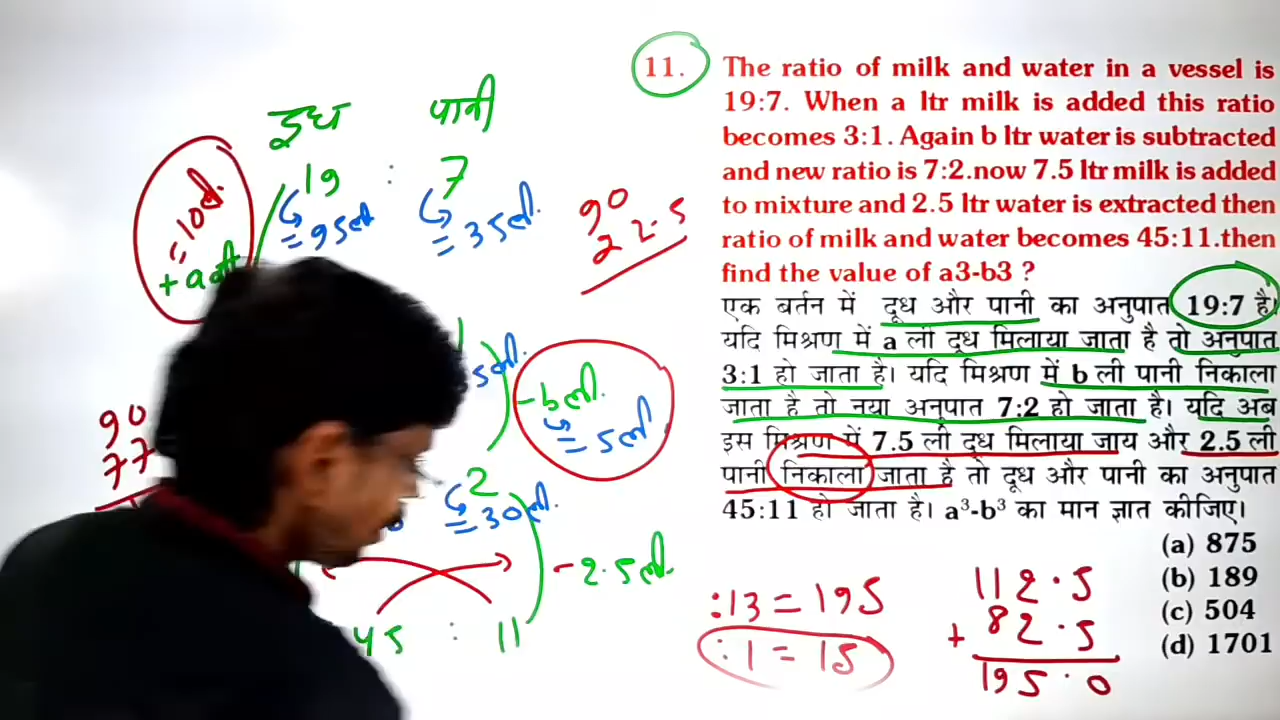 11. The ratio of milk and water in a vessel is
19:7. When a ltr milk is added this ratio
becomes 3:1. Again b ltr water is subtracted
and new ratio is 7:2.now 7.5 ltr milk is added
to mixture and 2.5 ltr water is extracted then
ratio of milk and water becomes 45:11.then
find the value of a3-b3 ?
एक बर्तन में दूध और पानी का अनुपात 19:7 है।
यदि मिश्रण में a ली दूध मिलाया जाता है तो अनुपात
3:1 हो जाता है। यदि मिश्रण में b ली पानी निकाला
जाता है तो नया अनुपात 7:2 हो जाता है। यदि अब
इस मिश्रण में 7.5 ली दूध मिलाया जाय और 2.5 ली
पानी निकाला जाता है तो दूध और पानी का अनुपात
45:11 हो जाता है। a³-b³ का मान ज्ञात कीजिए।
(a) 875
(b) 189
(c) 504
(d) 1701
दूध पानी
19 : 7
= 95ली = 35ली.
= 10ली.
+ aली
90
22.5
5ली.
-bली.
= 5ली.
90
77
2
= 30ली.
-2.5ली.
45 : 11
:13 = 195
:1 = 15
112.5
+ 82.5
195.0